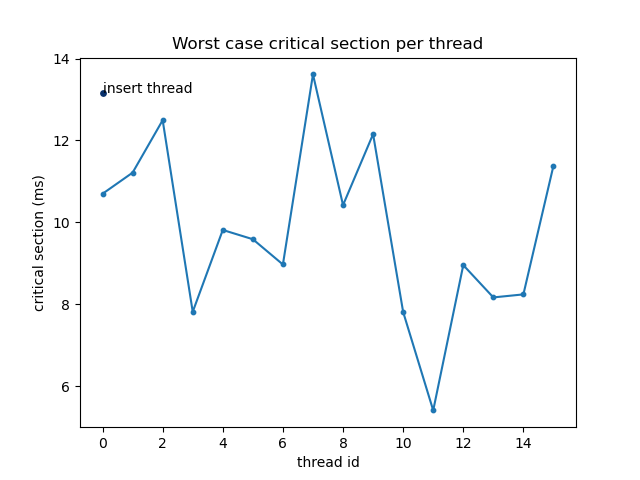 Worst case critical section per thread
14
insert thread
12
10
8
6
critical section (ms)
0 2 4 6 8 10 12 14
thread id